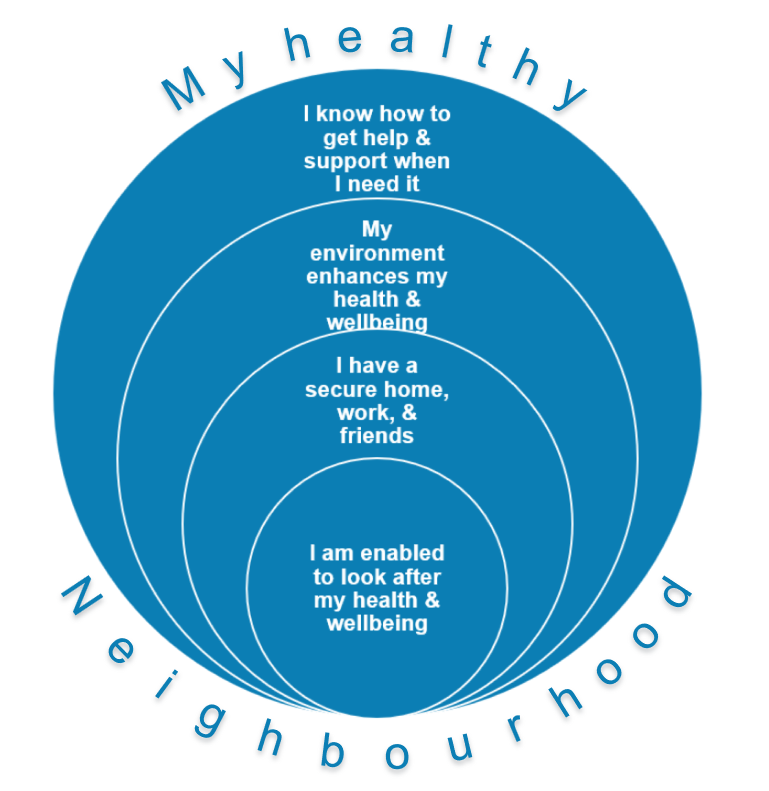 My healthy
I know how to
get help &
support when
I need it
My
environment
enhances my
health &
wellbeing
I have a
secure home,
work, &
friends
I am enabled
to look after
my health &
wellbeing
Neighbourhood